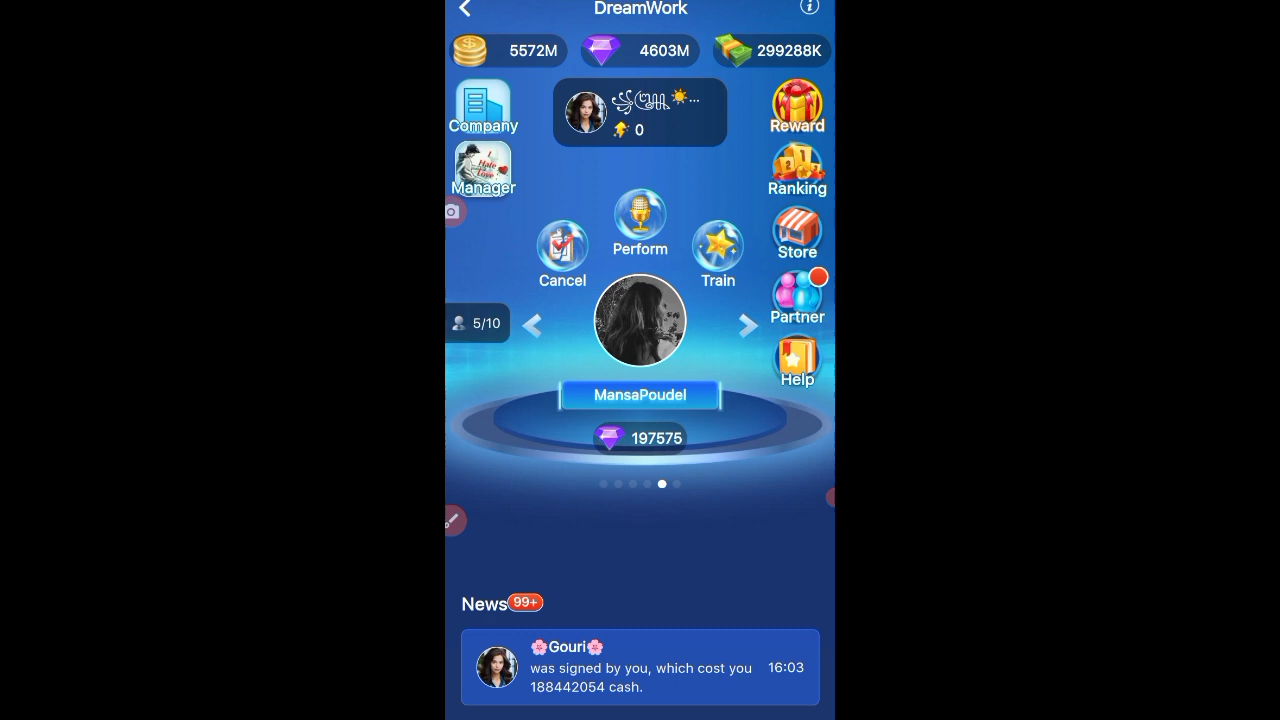 DreamWork
5572M
4603M
299288K
Company
0
Reward
Manager
Ranking
Perform
Store
Cancel
Train
Partner
5/10
Help
MansaPoudel
197575
News 99+
🌸Gouri🌸
was signed by you, which cost you
188442054 cash.
16:03